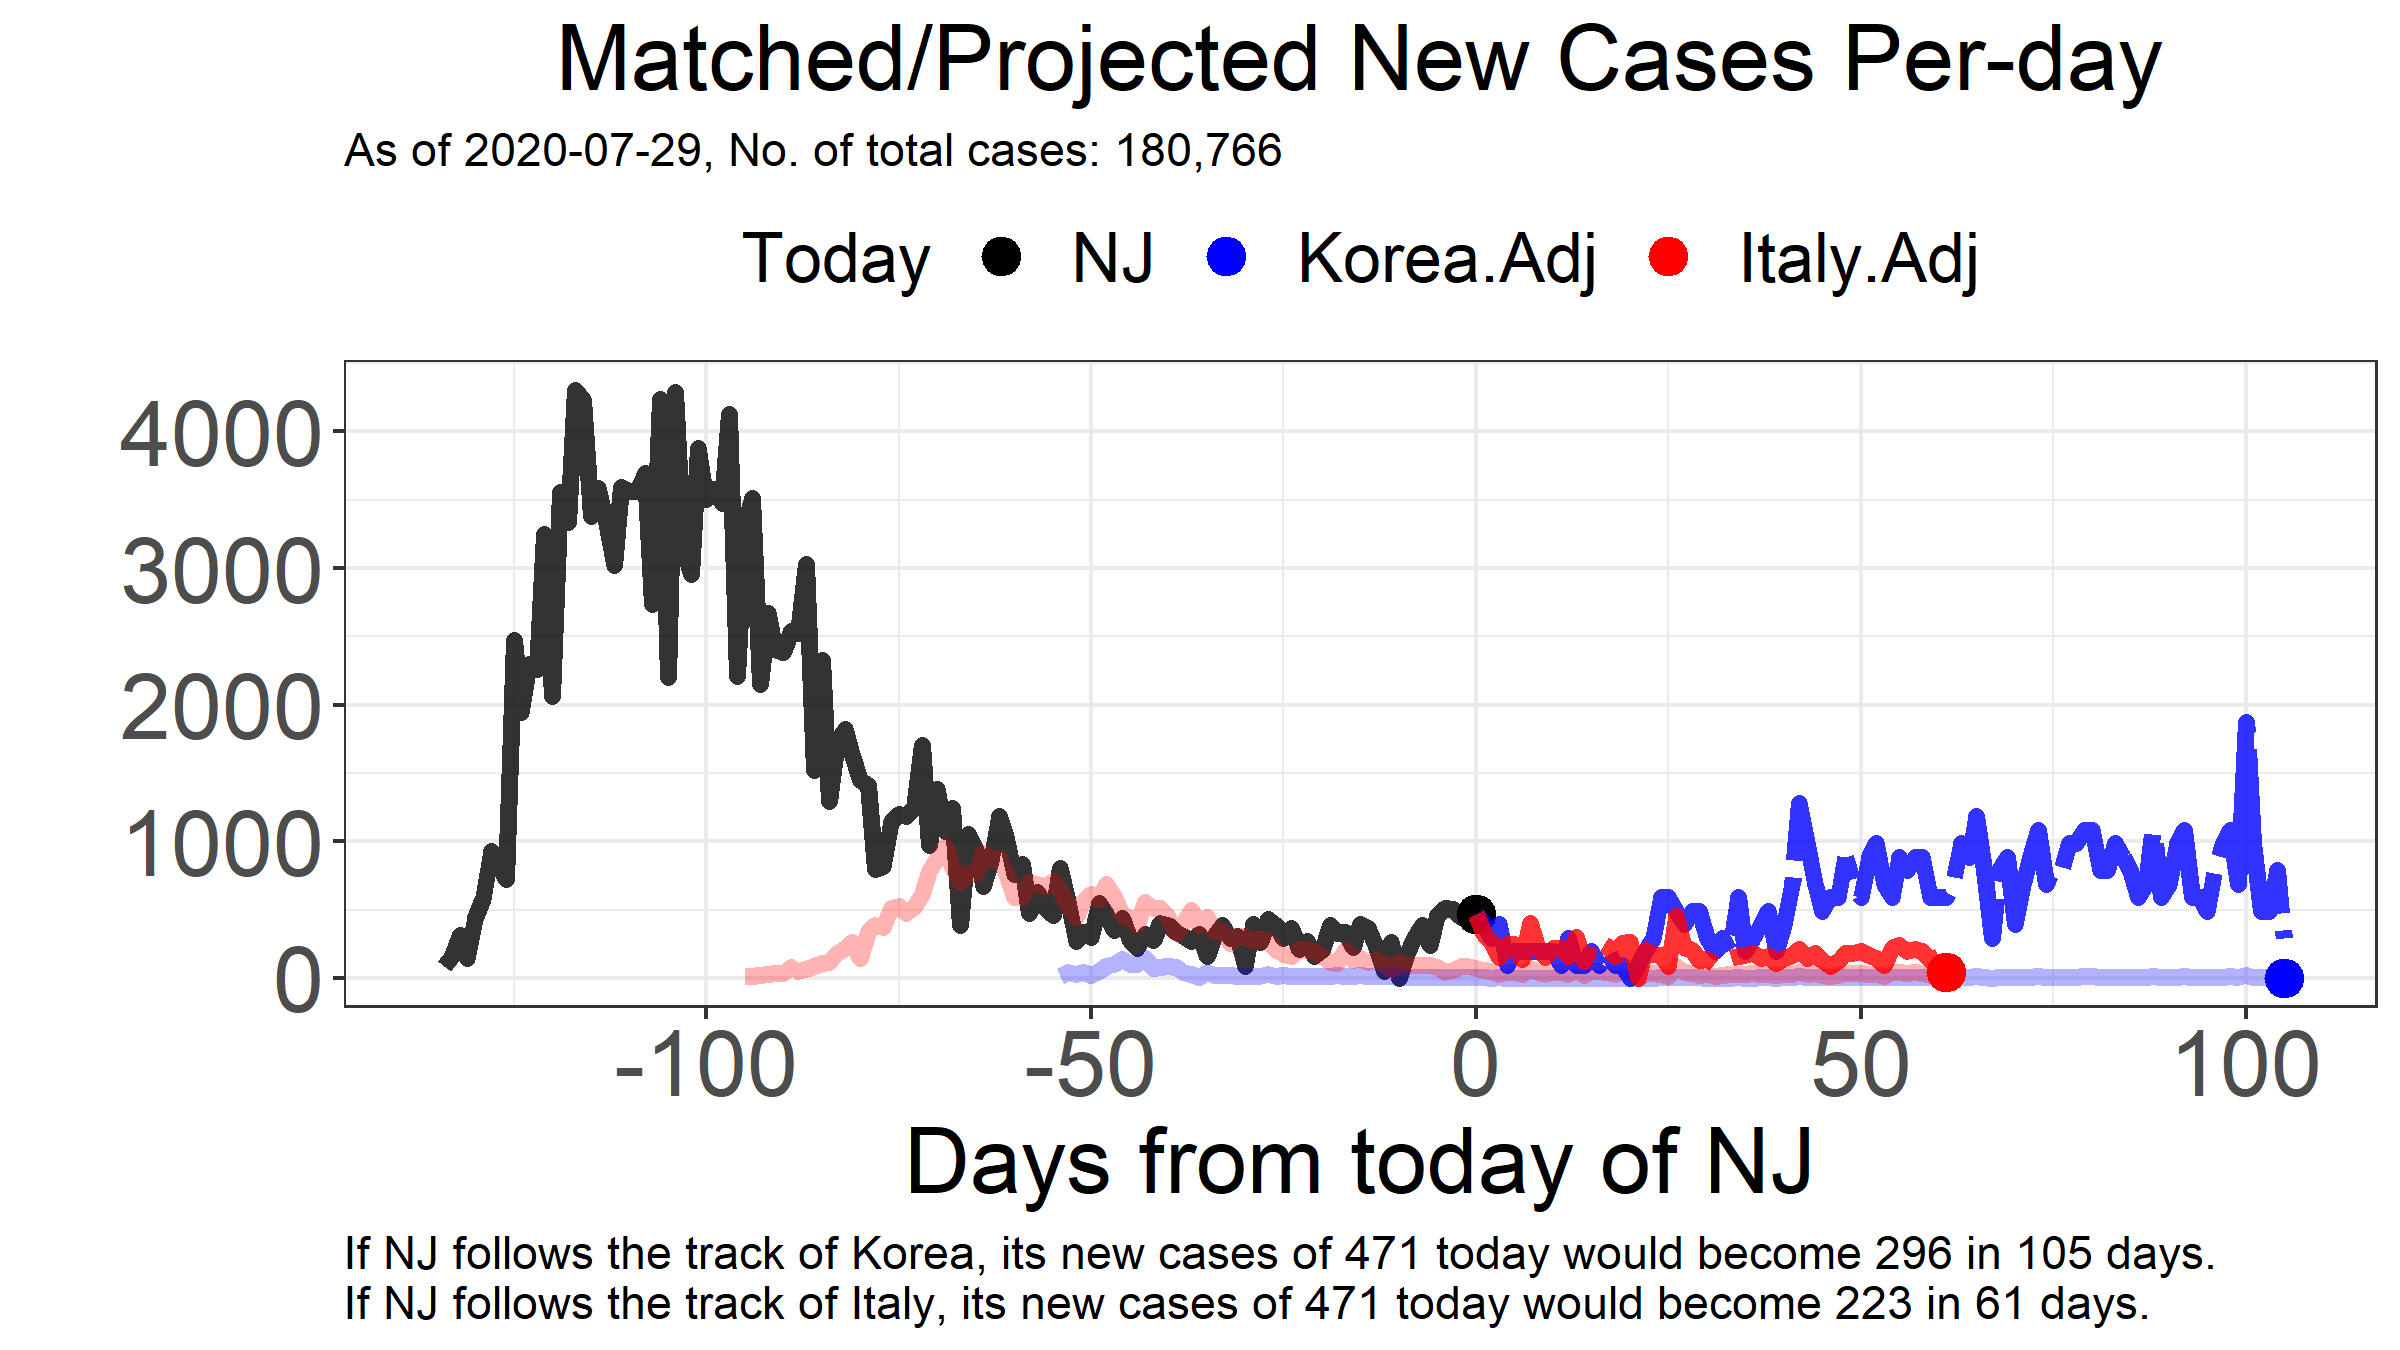 Matched/Projected New Cases Per-day
As of 2020-07-29, No. of total cases: 180,766
Today NJ Korea.Adj Italy.Adj
4000
3000
2000
1000
0
-100 -50 0 50 100
Days from today of NJ
If NJ follows the track of Korea, its new cases of 471 today would become 296 in 105 days.
If NJ follows the track of Italy, its new cases of 471 today would become 223 in 61 days.